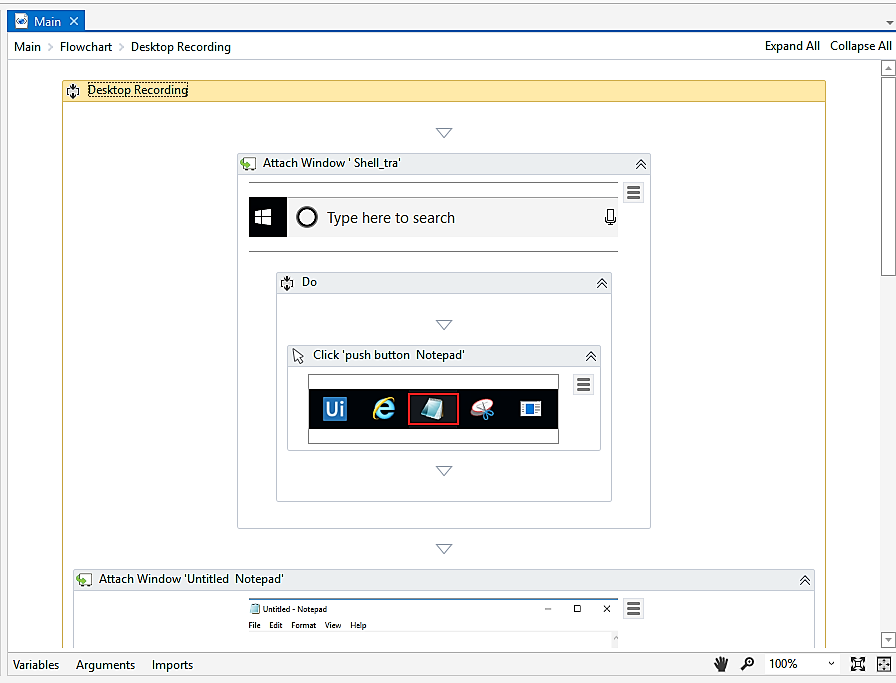 Main
Main > Flowchart > Desktop Recording Expand All Collapse All
Desktop Recording
Attach Window ' Shell_tra'
Type here to search
Do
Click 'push button  Notepad'
Ui
Attach Window 'Untitled  Notepad'
Untitled - Notepad
File Edit Format View Help
Variables Arguments Imports 100%